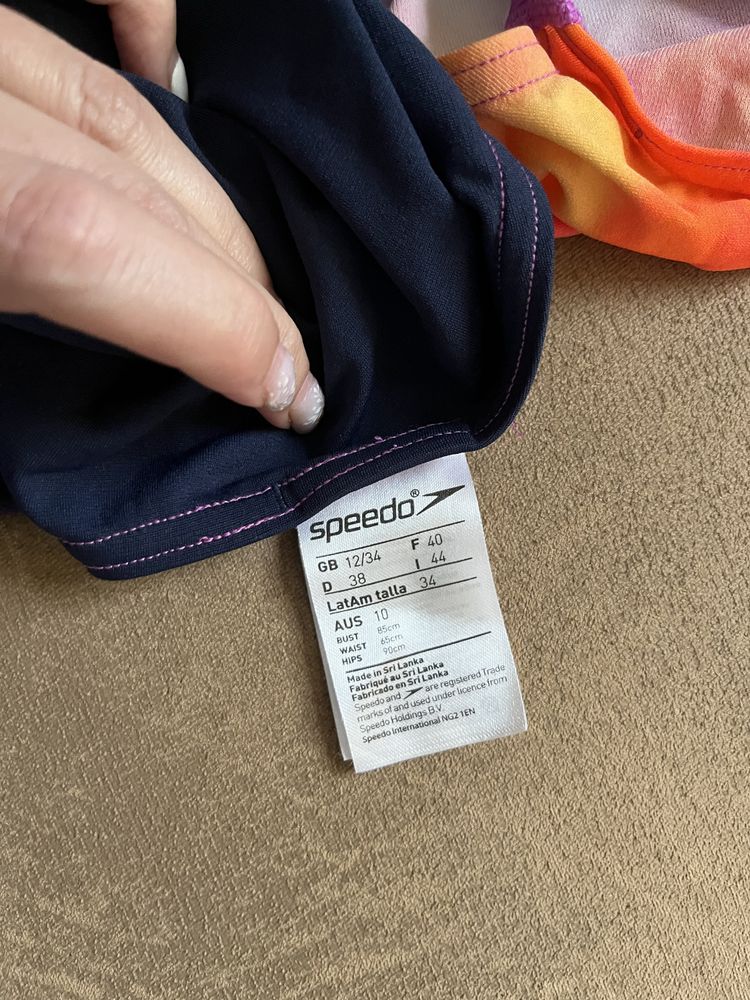 speedo®
GB 12/34 F 40
D 38 I 44
LatAm talla 34
AUS 10
BUST 85cm
WAIST 65cm
HIPS 90cm
Made in Sri Lanka
Fabriqué au Sri Lanka
Fabricado en Sri Lanka
Speedo and are registered Trade
marks of and used under licence from
Speedo Holdings B.V.
Speedo International NG2 1EN